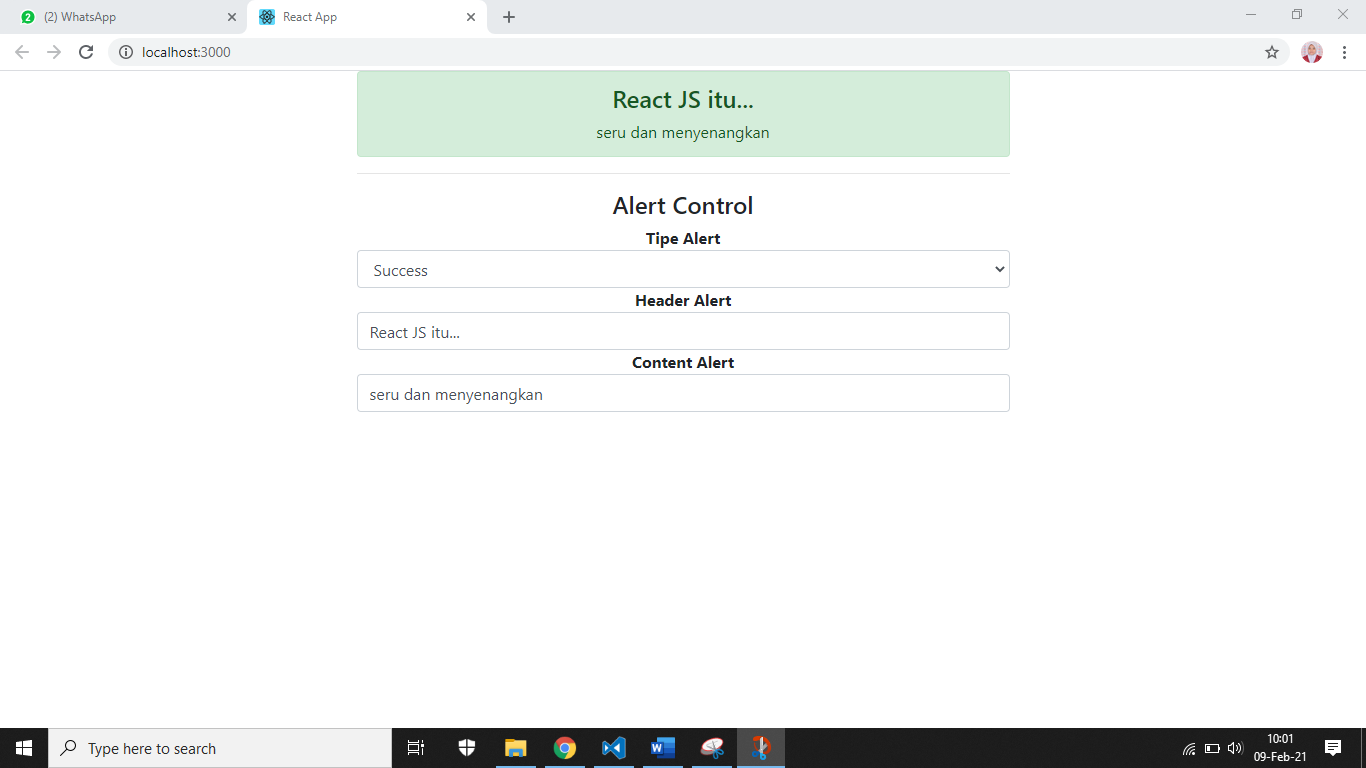 2 (2) WhatsApp
React App
localhost:3000
React JS itu...
seru dan menyenangkan
Alert Control
Tipe Alert
Success
Header Alert
React JS itu...
Content Alert
seru dan menyenangkan
Type here to search
10:01
09-Feb-21